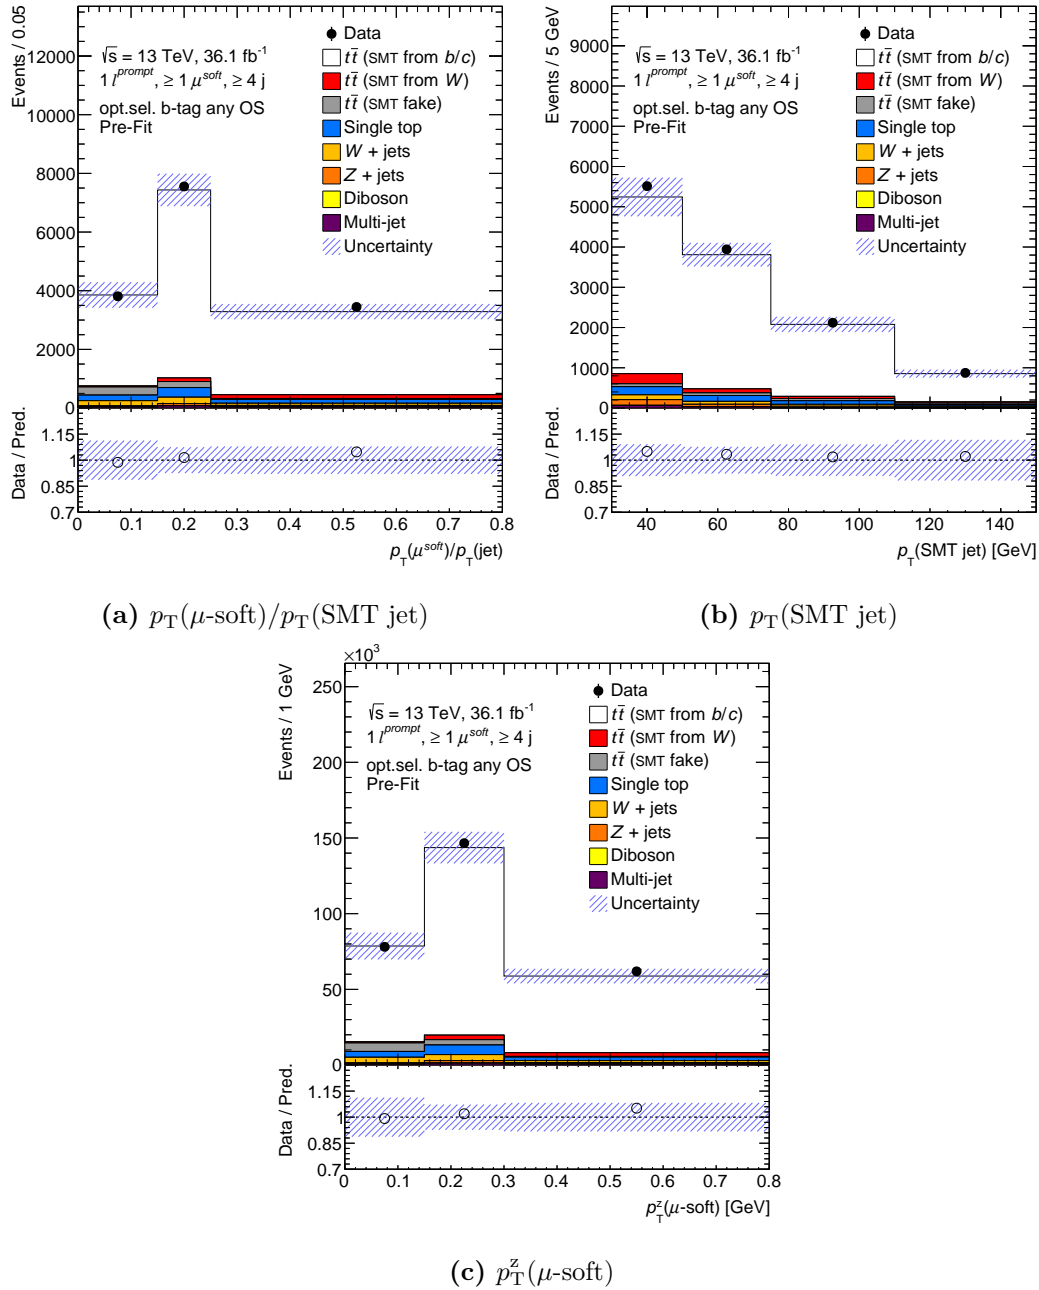 Events / 0.05
12000
10000
8000
6000
4000
2000
0
√s = 13 TeV, 36.1 fb⁻¹
1 l^prompt, ≥ 1 μ^soft, ≥ 4 j
opt.sel. b-tag any OS
Pre-Fit
Data
tt̄ (SMT from b/c)
tt̄ (SMT from W)
tt̄ (SMT fake)
Single top
W + jets
Z + jets
Diboson
Multi-jet
Uncertainty
Data / Pred.
1.15
1
0.85
0.7
0 0.1 0.2 0.3 0.4 0.5 0.6 0.7 0.8
p_T(μ^soft)/p_T(jet)
(a) p_T(μ-soft)/p_T(SMT jet)
Events / 5 GeV
9000
8000
7000
6000
5000
4000
3000
2000
1000
0
√s = 13 TeV, 36.1 fb⁻¹
1 l^prompt, ≥ 1 μ^soft, ≥ 4 j
opt.sel. b-tag any OS
Pre-Fit
Data
tt̄ (SMT from b/c)
tt̄ (SMT from W)
tt̄ (SMT fake)
Single top
W + jets
Z + jets
Diboson
Multi-jet
Uncertainty
Data / Pred.
1.15
1
0.85
0.7
40 60 80 100 120 140
p_T(SMT jet) [GeV]
(b) p_T(SMT jet)
×10³
Events / 1 GeV
250
200
150
100
50
0
√s = 13 TeV, 36.1 fb⁻¹
1 l^prompt, ≥ 1 μ^soft, ≥ 4 j
opt.sel. b-tag any OS
Pre-Fit
Data
tt̄ (SMT from b/c)
tt̄ (SMT from W)
tt̄ (SMT fake)
Single top
W + jets
Z + jets
Diboson
Multi-jet
Uncertainty
Data / Pred.
1.15
1
0.85
0.7
0 0.1 0.2 0.3 0.4 0.5 0.6 0.7 0.8
p_T^z(μ-soft) [GeV]
(c) p_T^z(μ-soft)